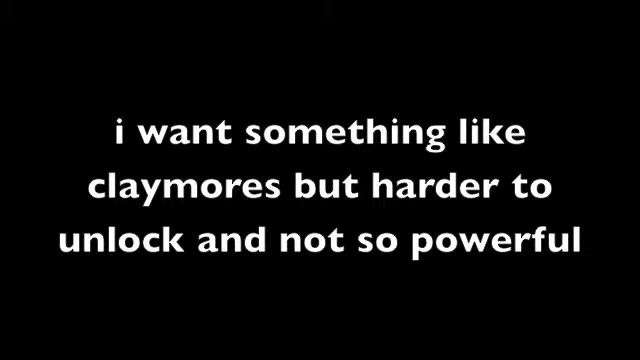 i want something like
claymores but harder to
unlock and not so powerful